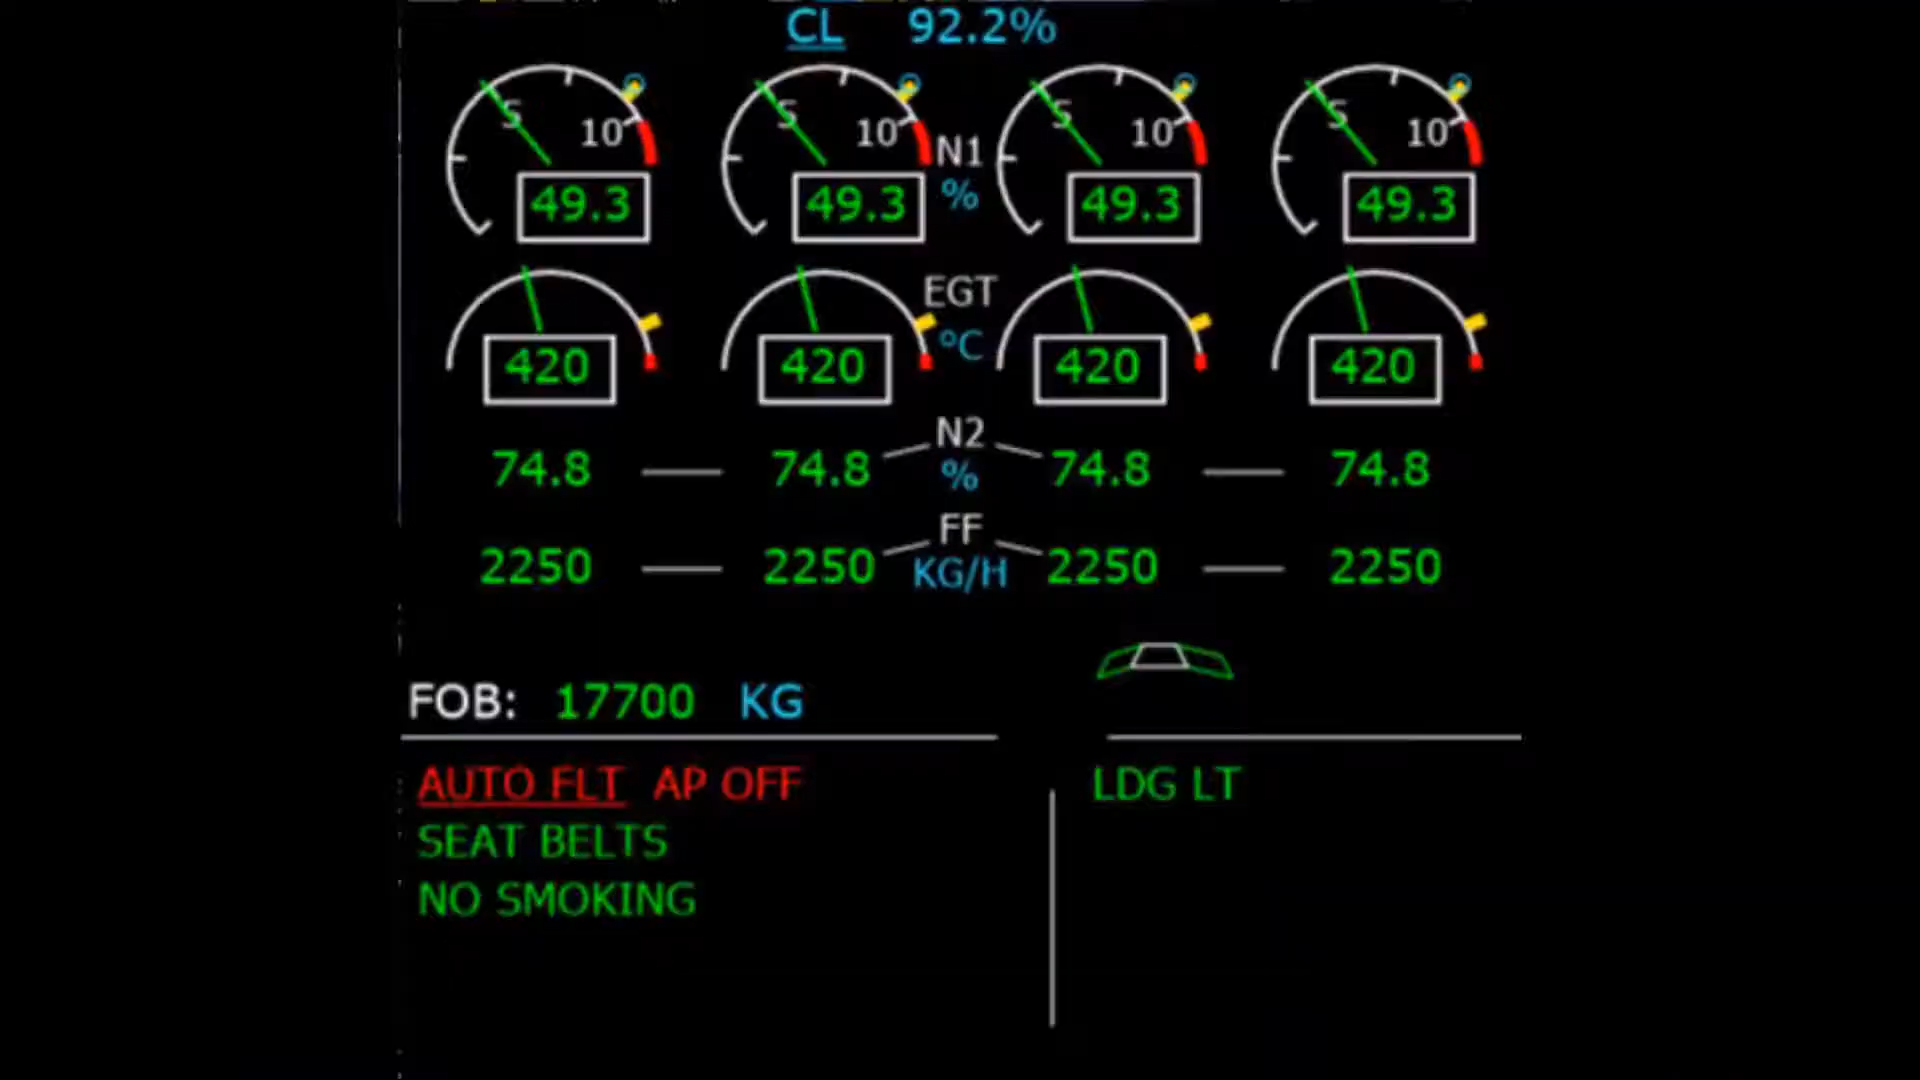 CL 92.2%
5 10 5 10 5 10 5 10
N1
%
49.3 49.3 49.3 49.3
EGT
°C
420 420 420 420
N2
74.8 74.8 % 74.8 74.8
FF
2250 2250 KG/H 2250 2250
FOB: 17700 KG
AUTO FLT AP OFF LDG LT
SEAT BELTS
NO SMOKING